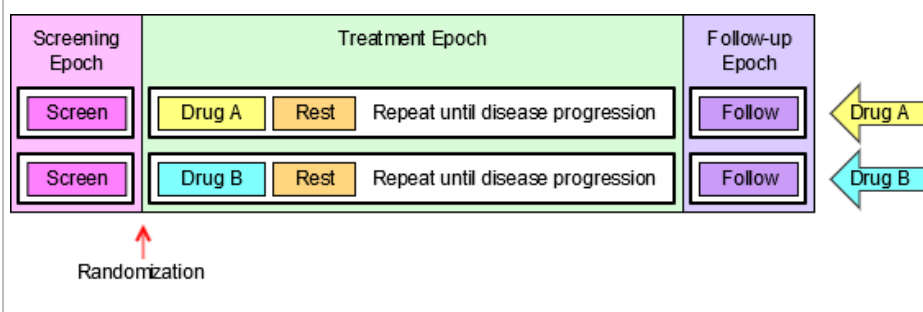 Screening
Epoch
Treatment Epoch
Follow-up
Epoch
Screen
Drug A
Rest
Repeat until disease progression
Follow
Drug A
Screen
Drug B
Rest
Repeat until disease progression
Follow
Drug B
Randomization